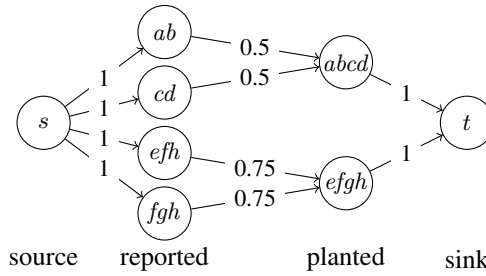 ab
0.5
1
abcd
cd
0.5
1
1
s
t
1
efh
0.75
1
1
efgh
0.75
fgh
source reported planted sink